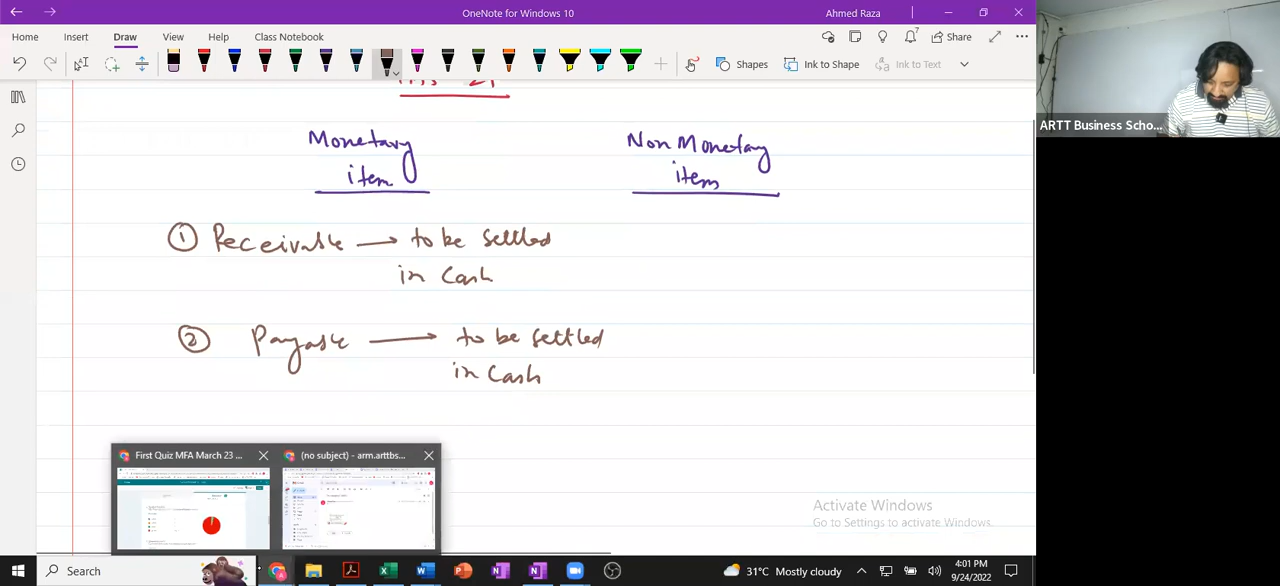 OneNote for Windows 10
Ahmed Raza
Home Insert Draw View Help Class Notebook
Share
Shapes Ink to Shape Ink to Text
ARTT Business Scho...
Monetary
item
Non Monetary
item
① Receivable → to be settled
in Cash
② Payable → to be settled
in Cash
First Quiz MFA March 23 ...
(no subject) - arm.arttbs...
Activate Windows
Go to Settings to activate Windows.
Search
31°C Mostly cloudy
4:01 PM
9/24/2022